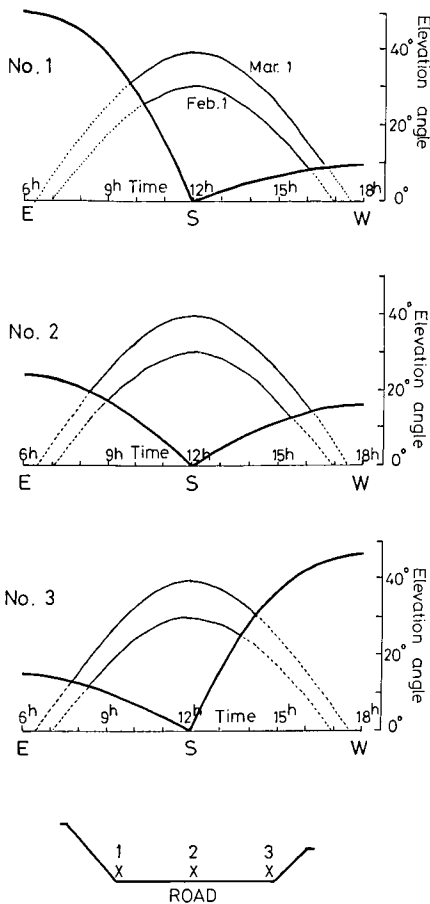 No. 1
Mar. 1
Feb. 1
40°
20°
0°
Elevation angle
6h 9h Time 12h 15h 18h
E S W
No. 2
40°
20°
0°
Elevation angle
6h 9h Time 12h 15h 18h
E S W
No. 3
40°
20°
0°
Elevation angle
6h 9h 12h Time 15h 18h
E S W
1 2 3
X X X
ROAD